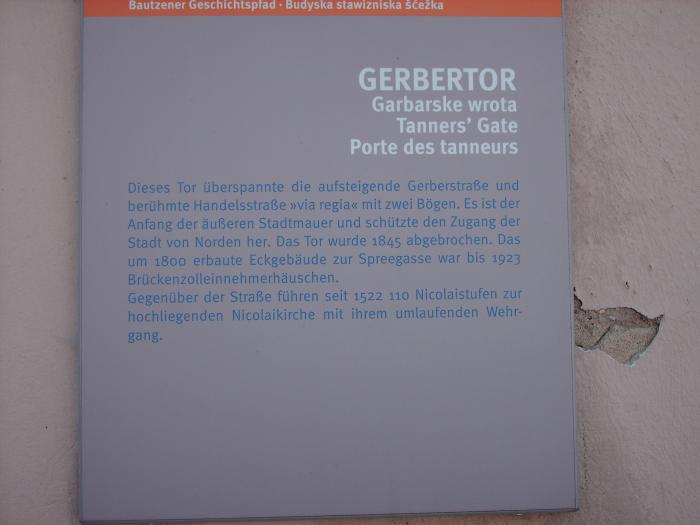 Bautzener Geschichtspfad · Budyska stawizniska šćežka
GERBERTOR
Garbarske wrota
Tanners' Gate
Porte des tanneurs
Dieses Tor überspannte die aufsteigende Gerberstraße und
berühmte Handelsstraße »via regia« mit zwei Bögen. Es ist der
Anfang der äußeren Stadtmauer und schützte den Zugang der
Stadt von Norden her. Das Tor wurde 1845 abgebrochen. Das
um 1800 erbaute Eckgebäude zur Spreegasse war bis 1923
Brückenzolleinnehmerhäuschen.
Gegenüber der Straße führen seit 1522 110 Nicolaistufen zur
hochliegenden Nicolaikirche mit ihrem umlaufenden Wehr-
gang.